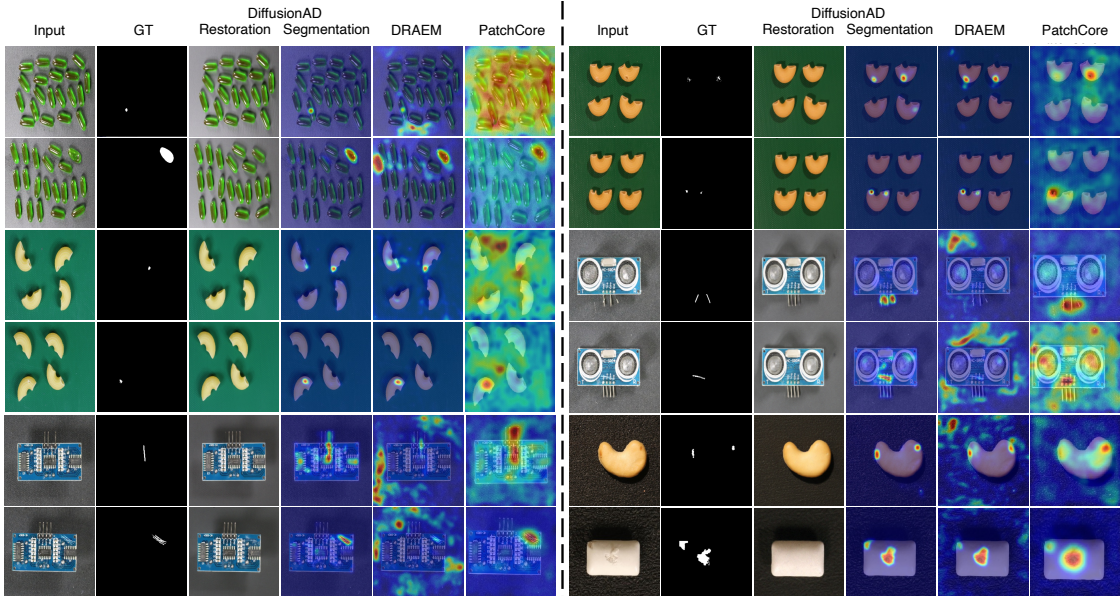 DiffusionAD
Input GT Restoration Segmentation DRAEM PatchCore
DiffusionAD
Input GT Restoration Segmentation DRAEM PatchCore